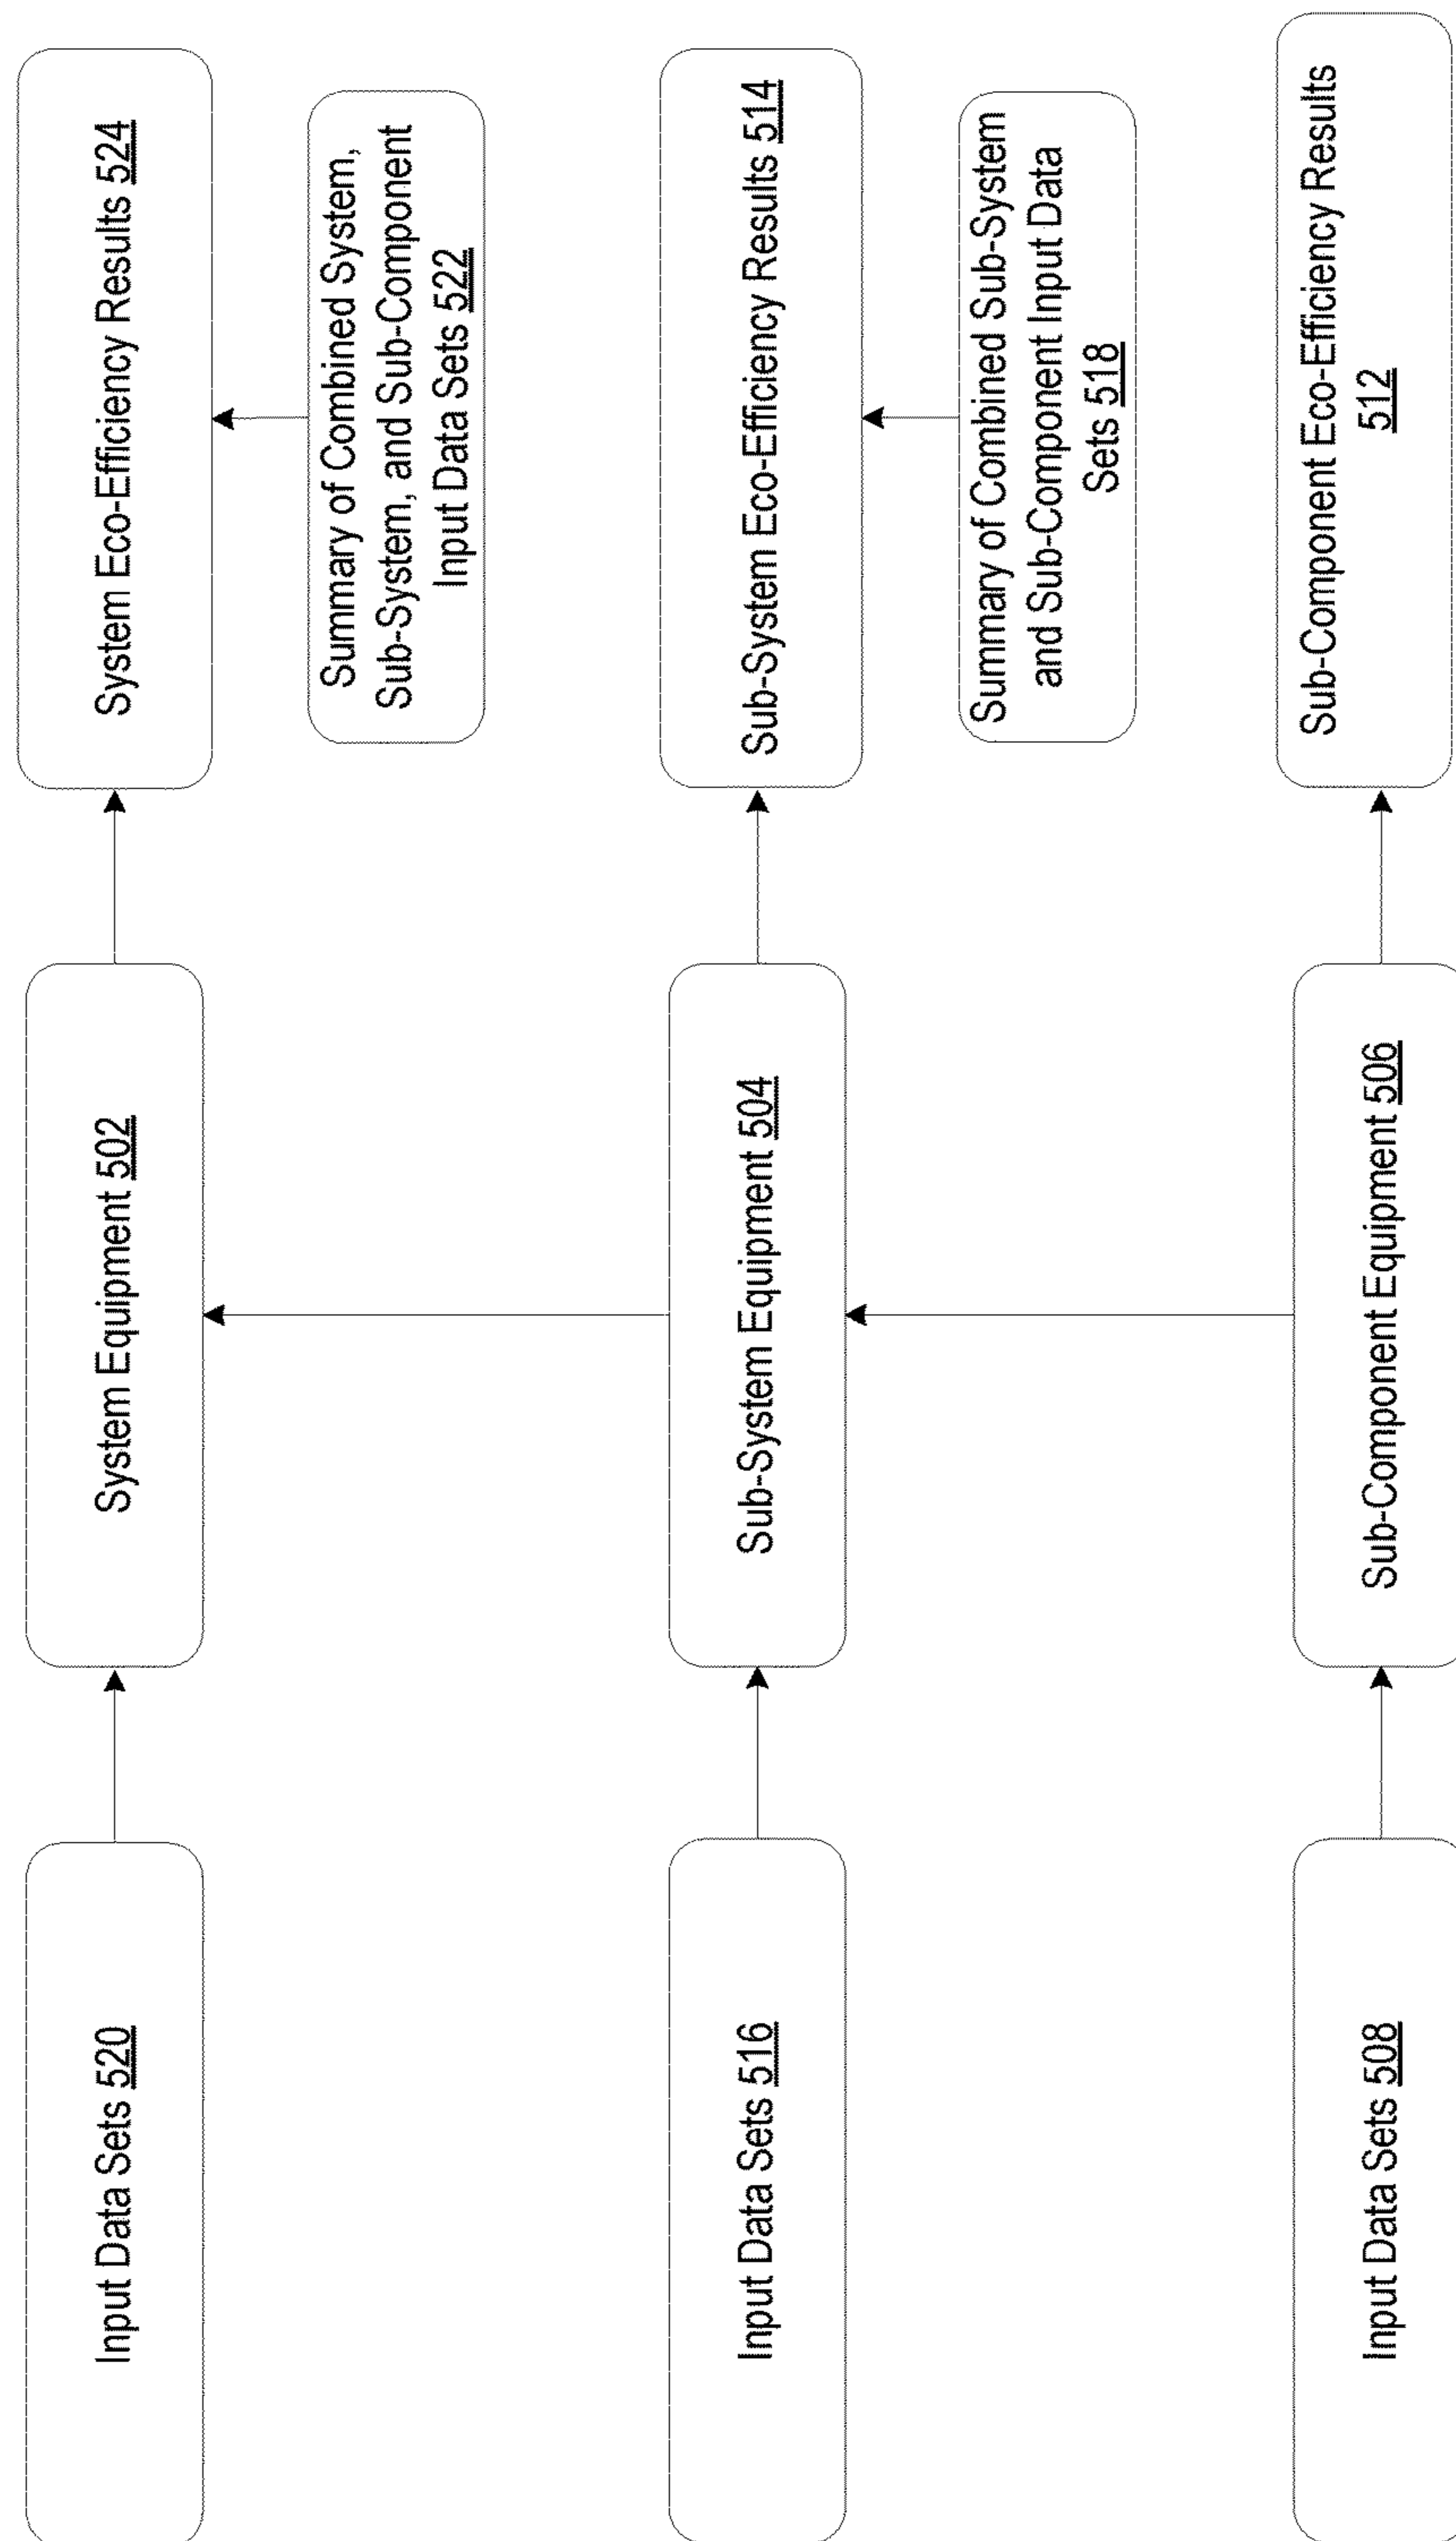 Input Data Sets 520
System Equipment 502
System Eco-Efficiency Results 524
Summary of Combined System,
Sub-System, and Sub-Component
Input Data Sets 522
Input Data Sets 516
Sub-System Equipment 504
Sub-System Eco-Efficiency Results 514
Summary of Combined Sub-System
and Sub-Component Input Data
Sets 518
Input Data Sets 508
Sub-Component Equipment 506
Sub-Component Eco-Efficiency Results
512